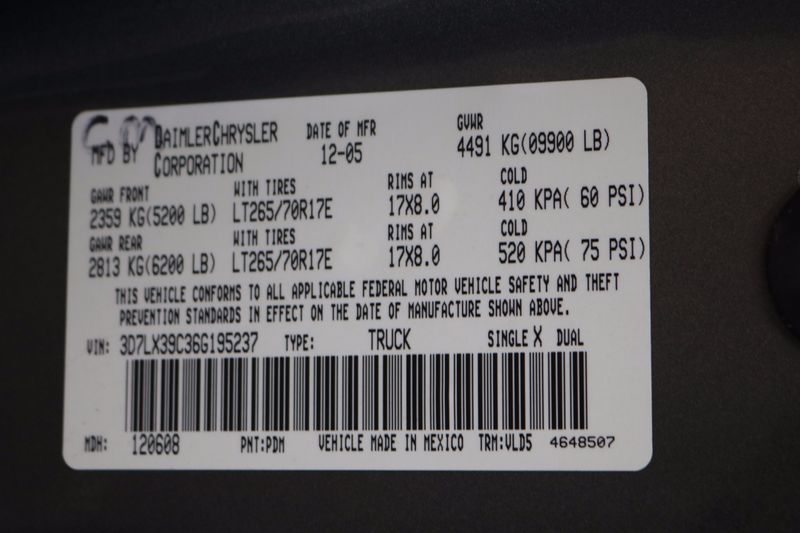 MFD BY DAIMLERCHRYSLER CORPORATION DATE OF MFR 12-05 GVWR 4491 KG(09900 LB)
GAWR FRONT WITH TIRES RIMS AT COLD
2359 KG(5200 LB) LT265/70R17E 17X8.0 410 KPA( 60 PSI)
GAWR REAR WITH TIRES RIMS AT COLD
2813 KG(6200 LB) LT265/70R17E 17X8.0 520 KPA( 75 PSI)
THIS VEHICLE CONFORMS TO ALL APPLICABLE FEDERAL MOTOR VEHICLE SAFETY AND THEFT
PREVENTION STANDARDS IN EFFECT ON THE DATE OF MANUFACTURE SHOWN ABOVE.
VIN: 3D7LX39C36G195237 TYPE: TRUCK SINGLE X DUAL
MDH: 120608 PNT:PDM VEHICLE MADE IN MEXICO TRM:VLD5 4648507